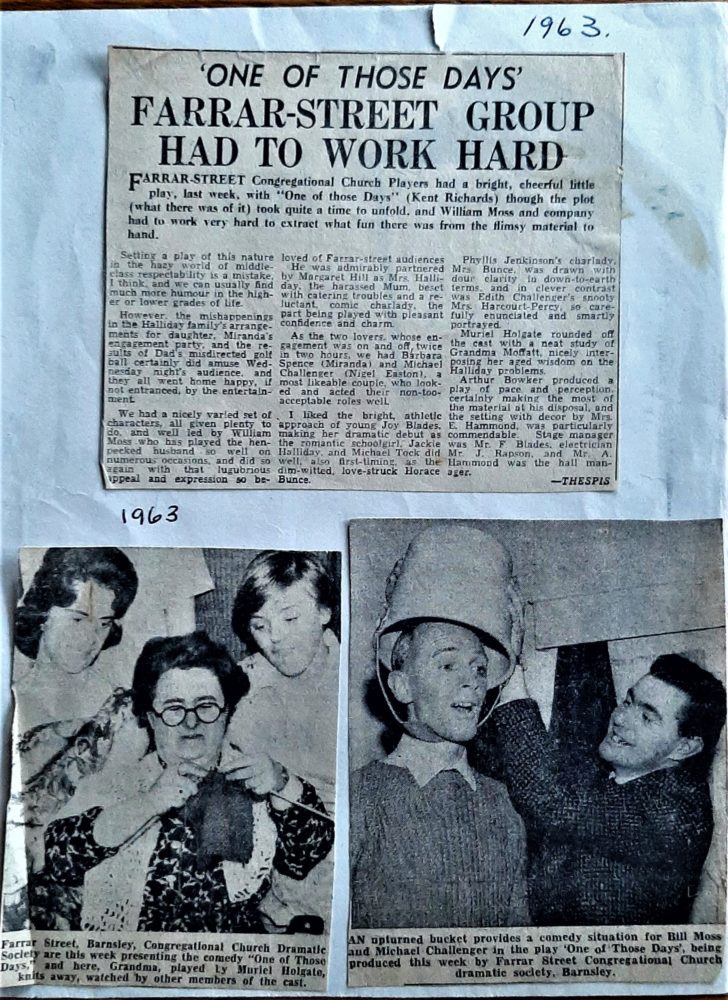 1963.
'ONE OF THOSE DAYS'
FARRAR-STREET GROUP
HAD TO WORK HARD
FARRAR-STREET Congregational Church Players had a bright, cheerful little
play, last week, with "One of those Days" (Kent Richards) though the plot
(what there was of it) took quite a time to unfold, and William Moss and company
had to work very hard to extract what fun there was from the flimsy material to
hand.
Setting a play of this nature
in the hazy world of middle-
class respectability is a mistake,
I think, and we can usually find
much more humour in the high-
er or lower grades of life.
However, the mishappenings
in the Halliday family's arrange-
ments for daughter, Miranda's
engagement party, and the re-
sults of Dad's misdirected golf
ball certainly did amuse Wed-
nesday night's audience, and
they all went home happy, if
not entranced, by the entertain-
ment.
We had a nicely varied set of
characters, all given plenty to
do, and well led by William
Moss who has played the hen-
pecked husband so well on
numerous occasions, and did so
again with that lugubrious
appeal and expression so be-
loved of Farrar-street audiences
He was admirably partnered
by Margaret Hill as Mrs. Halli-
day, the harassed Mum, beset
with catering troubles and a re-
luctant, comic charlady, the
part being played with pleasant
confidence and charm.
As the two lovers, whose en-
gagement was on and off, twice
in two hours, we had Barbara
Spence (Miranda) and Michael
Challenger (Nigel Easton), a
most likeable couple, who look-
ed and acted their non-too-
acceptable roles well.
I liked the bright, athletic
approach of young Joy Blades,
making her dramatic debut as
the romantic schoolgirl, Jackie
Halliday, and Michael Tock did
well, also first-timing, as the
dim-witted, love-struck Horace
Bunce.
Phyllis Jenkinson's charlady,
Mrs. Bunce, was drawn with
dour clarity in down-to-earth
terms, and in clever contrast
was Edith Challenger's snooty
Mrs. Harcourt-Percy, so care-
fully enunciated and smartly
portrayed.
Muriel Holgate rounded off
the cast with a neat study of
Grandma Moffatt, nicely inter-
posing her aged wisdom on the
Halliday problems.
Arthur Bowker produced a
play of pace and perception,
certainly making the most of
the material at his disposal, and
the setting with decor by Mrs.
E. Hammond, was particularly
commendable. Stage manager
was Mr. F. Blades, electrician
Mr. J. Rapson, and Mr. A.
Hammond was the hall man-
ager.
—THESPIS
1963
Farrar Street, Barnsley, Congregational Church Dramatic
Society are this week presenting the comedy "One of Those
Days," and here, Grandma, played by Muriel Holgate,
knits away, watched by other members of the cast.
AN upturned bucket provides a comedy situation for Bill Moss
and Michael Challenger in the play 'One of Those Days', being
produced this week by Farrar Street Congregational Church
dramatic society, Barnsley.